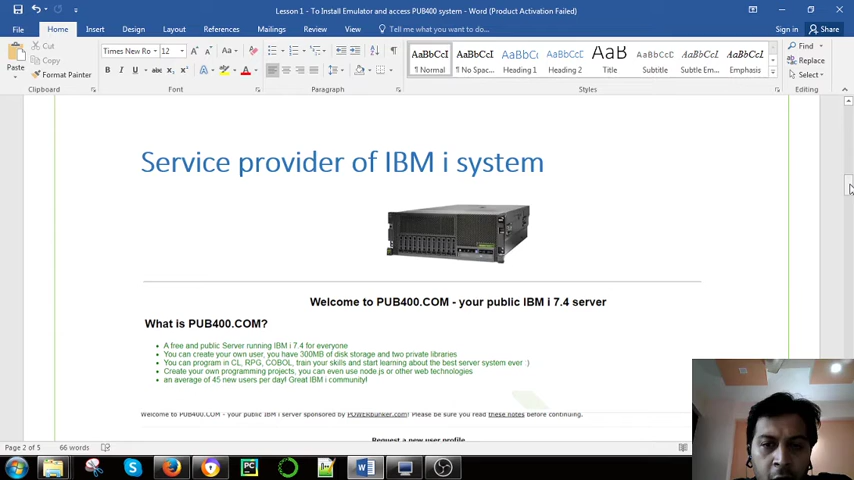 Lesson 1 - To Install Emulator and access PUB400 system - Word (Product Activation Failed)
File Home Insert Draw Design Layout References Mailings Review View Tell me what you want to do... Sign in Share
Paste Cut Copy Format Painter Clipboard
Times New Ro 12 Aa Font
Paragraph
AaBbCcI AaBbCcI AaBbC( AaBbCcE AaBb AaBbCcC AaBbCcI AaBbCcI
¶ Normal ¶ No Spac... Heading 1 Heading 2 Title Subtitle Subtle Em... Emphasis
Styles
Find Replace Select Editing
Service provider of IBM i system
Welcome to PUB400.COM - your public IBM i 7.4 server
What is PUB400.COM?
A free and public Server running IBM i 7.4 for everyone
You can create your own user, you have 300MB of disk storage and two private libraries
You can program in CL, RPG, COBOL, train your skills and start learning about the best server system ever :)
Create your own programming projects, you can even use node js or other web technologies
an average of 45 new users per day! Great IBM i community!
Welcome to PUB400.COM - your public IBM i server sponsored by POWERbunker.com! Please be sure you read these notes before continuing.
Request a new user profile
Page 2 of 5 66 words